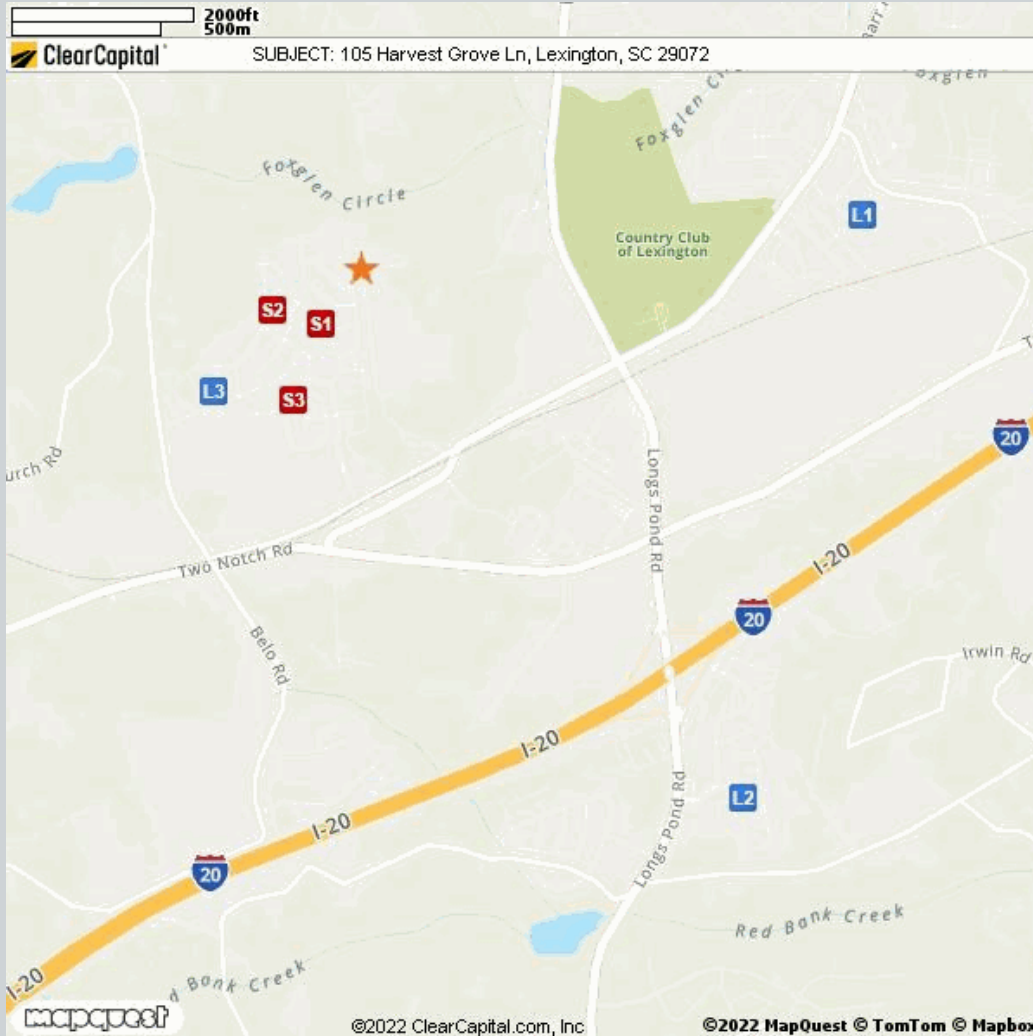 2000ft
500m
ClearCapital
SUBJECT: 105 Harvest Grove Ln, Lexington, SC 29072
Foxglen
Foxglen Circle
L1
Country Club
of Lexington
S2
S1
L3
S3
20
Longs Pond Rd
Two Notch Rd
I-20
20
Belo Rd
Irwin Rd
I-20
L2
Longs Pond Rd
I-20
20
Red Bank Creek
Bank Creek
I-20
mapquest
©2022 ClearCapital.com, Inc
©2022 MapQuest © TomTom © Mapbox